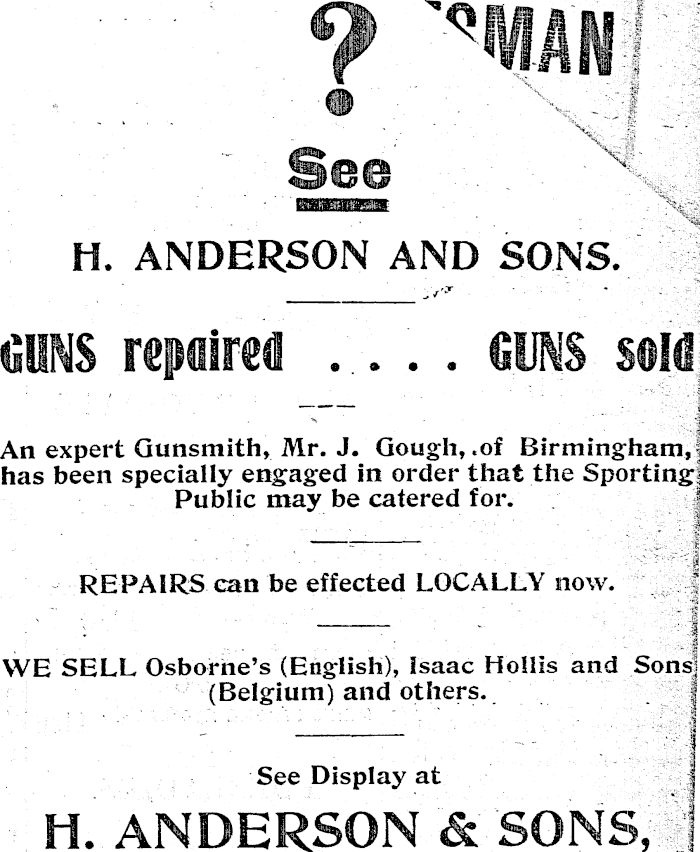 ?
See
H. ANDERSON AND SONS.
GUNS repaired . . . . GUNS sold
An expert Gunsmith, Mr. J. Gough, of Birmingham,
has been specially engaged in order that the Sporting
Public may be catered for.
REPAIRS can be effected LOCALLY now.
WE SELL Osborne's (English), Isaac Hollis and Sons
(Belgium) and others.
See Display at
H. ANDERSON & SONS,